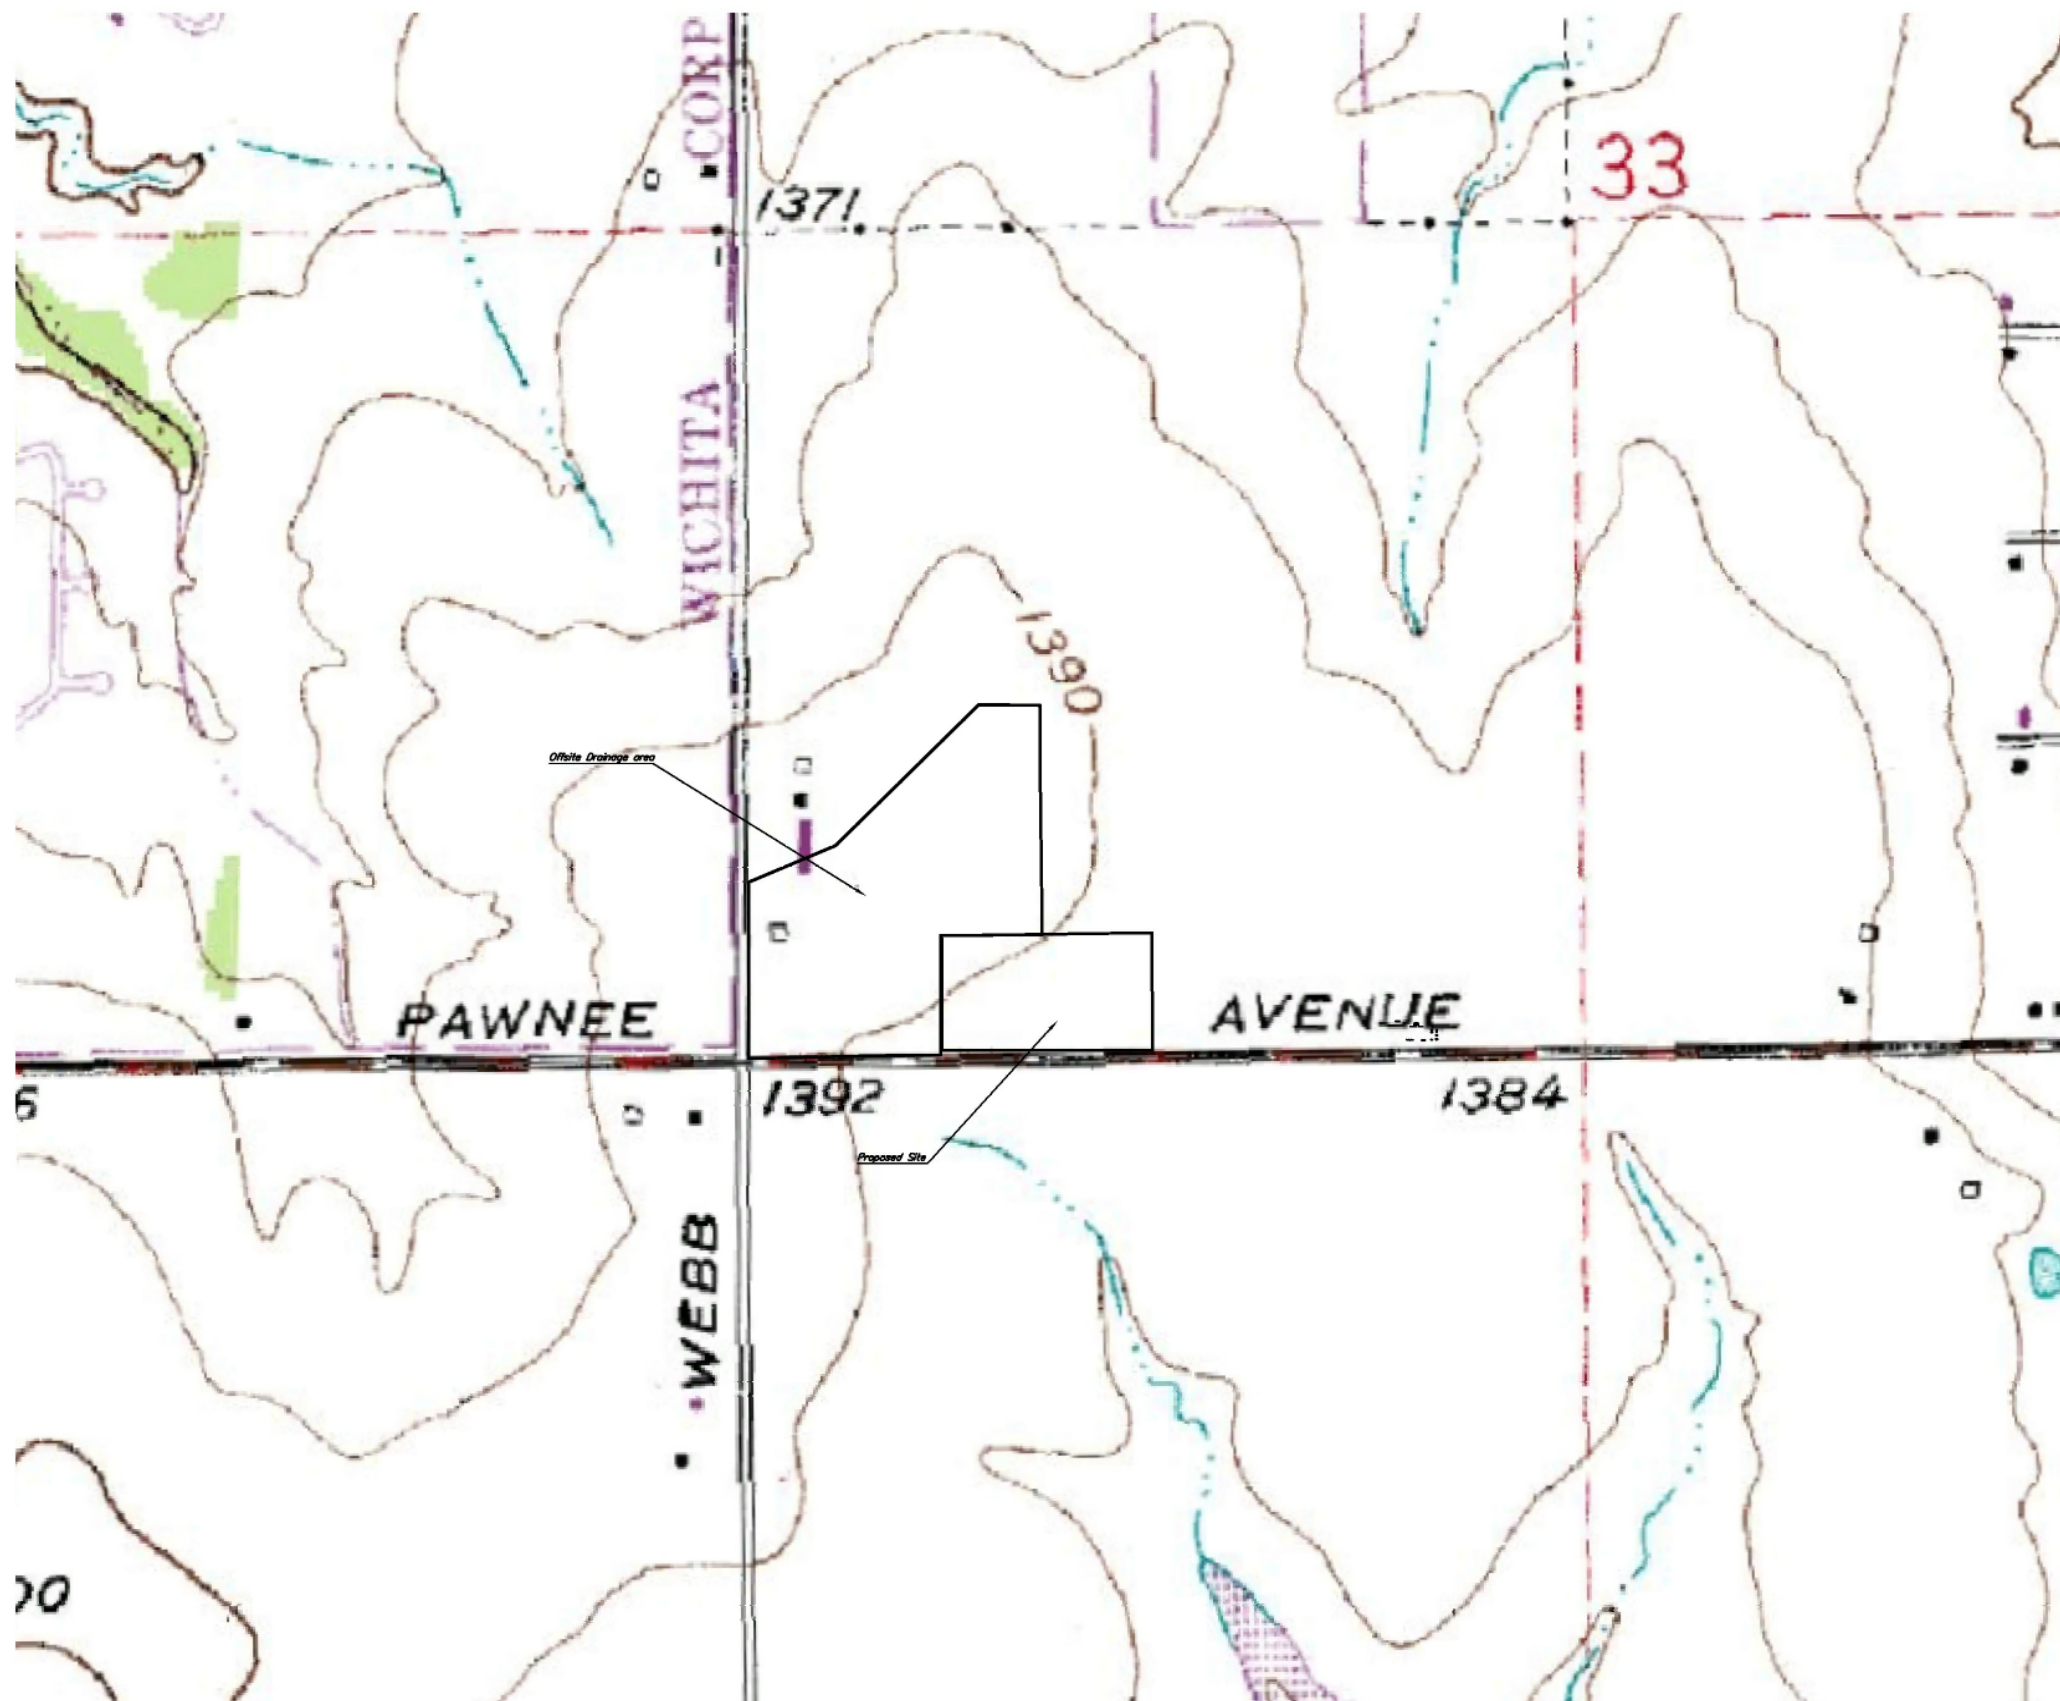 CORP
33
1371
WICHITA
1390
Offsite Drainage area
PAWNEE AVENUE
6
1392
1384
Proposed Site
WEBB
00